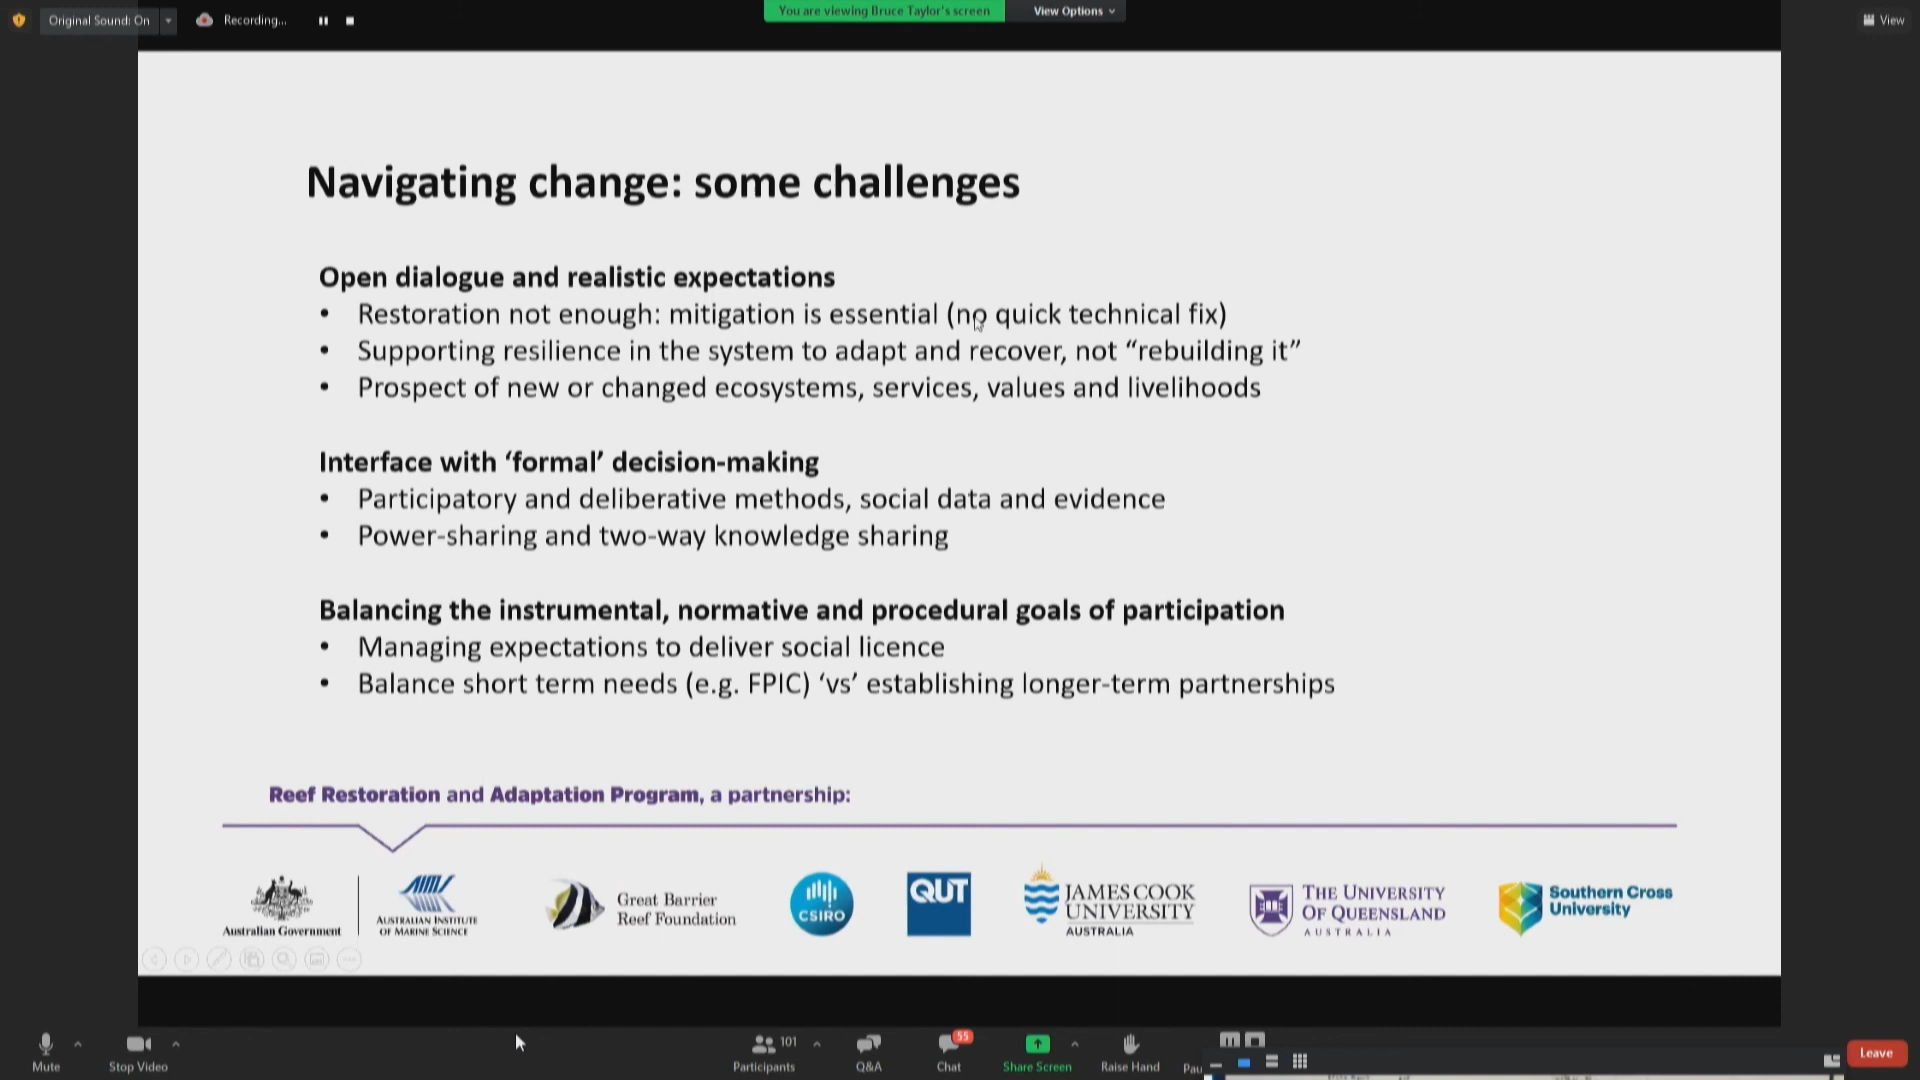 Original Sound: On
Recording...
You are viewing Bruce Taylor's screen
View Options
View
Navigating change: some challenges
Open dialogue and realistic expectations
• Restoration not enough: mitigation is essential (no quick technical fix)
• Supporting resilience in the system to adapt and recover, not “rebuilding it”
• Prospect of new or changed ecosystems, services, values and livelihoods
Interface with ‘formal’ decision-making
• Participatory and deliberative methods, social data and evidence
• Power-sharing and two-way knowledge sharing
Balancing the instrumental, normative and procedural goals of participation
• Managing expectations to deliver social licence
• Balance short term needs (e.g. FPIC) ‘vs’ establishing longer-term partnerships
Reef Restoration and Adaptation Program, a partnership:
Australian Government
AUSTRALIAN INSTITUTE
OF MARINE SCIENCE
Great Barrier
Reef Foundation
CSIRO
QUT
JAMES COOK
UNIVERSITY
AUSTRALIA
THE UNIVERSITY
OF QUEENSLAND
AUSTRALIA
Southern Cross
University
Mute
Stop Video
101
Participants
Q&A
55
Chat
Share Screen
Raise Hand
Pau
Leave